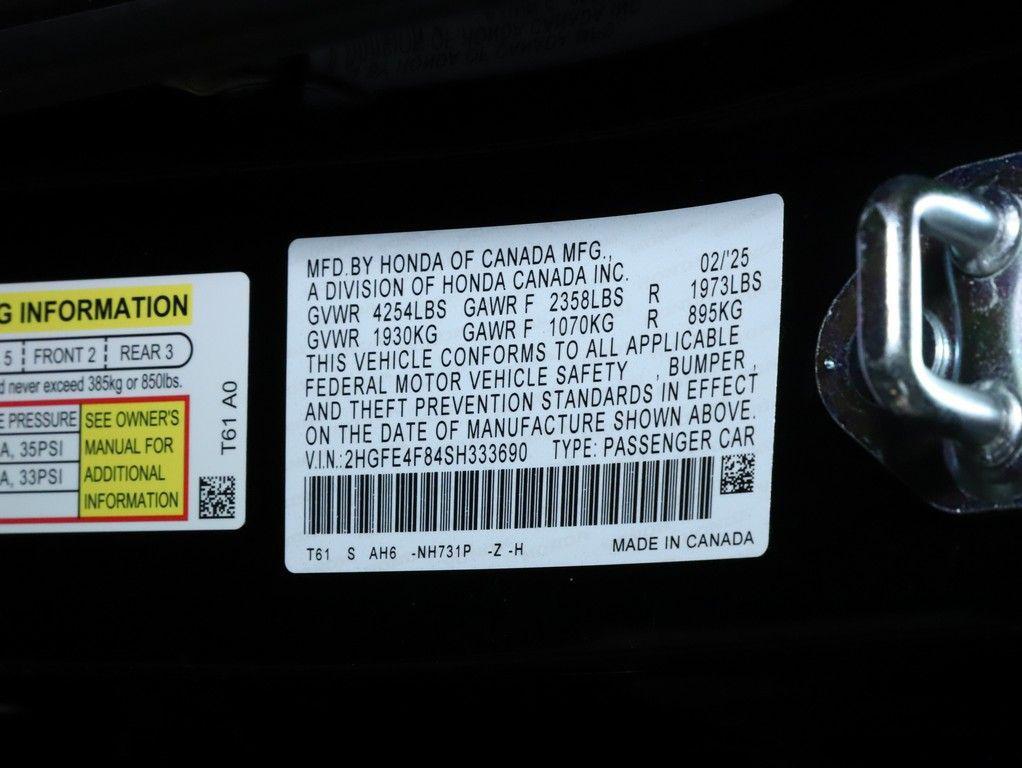 G INFORMATION
5 FRONT 2 REAR 3
d never exceed 385kg or 850lbs.
E PRESSURE
A, 35PSI
A, 33PSI
SEE OWNER'S
MANUAL FOR
ADDITIONAL
INFORMATION
T61 A0
MFD.BY HONDA OF CANADA MFG., 02/'25
A DIVISION OF HONDA CANADA INC.
GVWR 4254LBS GAWR F 2358LBS R 1973LBS
GVWR 1930KG GAWR F 1070KG R 895KG
THIS VEHICLE CONFORMS TO ALL APPLICABLE
FEDERAL MOTOR VEHICLE SAFETY , BUMPER ,
AND THEFT PREVENTION STANDARDS IN EFFECT
ON THE DATE OF MANUFACTURE SHOWN ABOVE.
V.I.N.:2HGFE4F84SH333690 TYPE: PASSENGER CAR
T61 S AH6 -NH731P -Z -H MADE IN CANADA